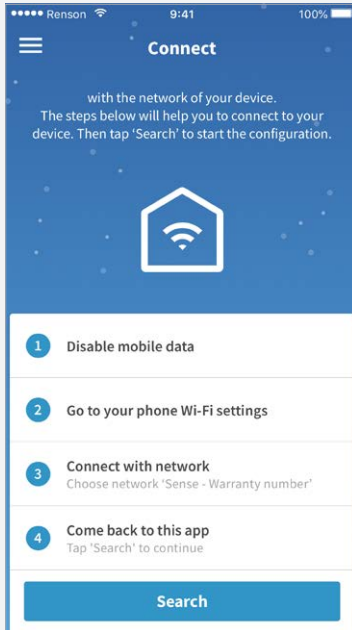 Renson 9:41 100%
Connect
with the network of your device.
The steps below will help you to connect to your
device. Then tap ‘Search’ to start the configuration.
1 Disable mobile data
2 Go to your phone Wi-Fi settings
3 Connect with network
Choose network 'Sense - Warranty number'
4 Come back to this app
Tap 'Search' to continue
Search